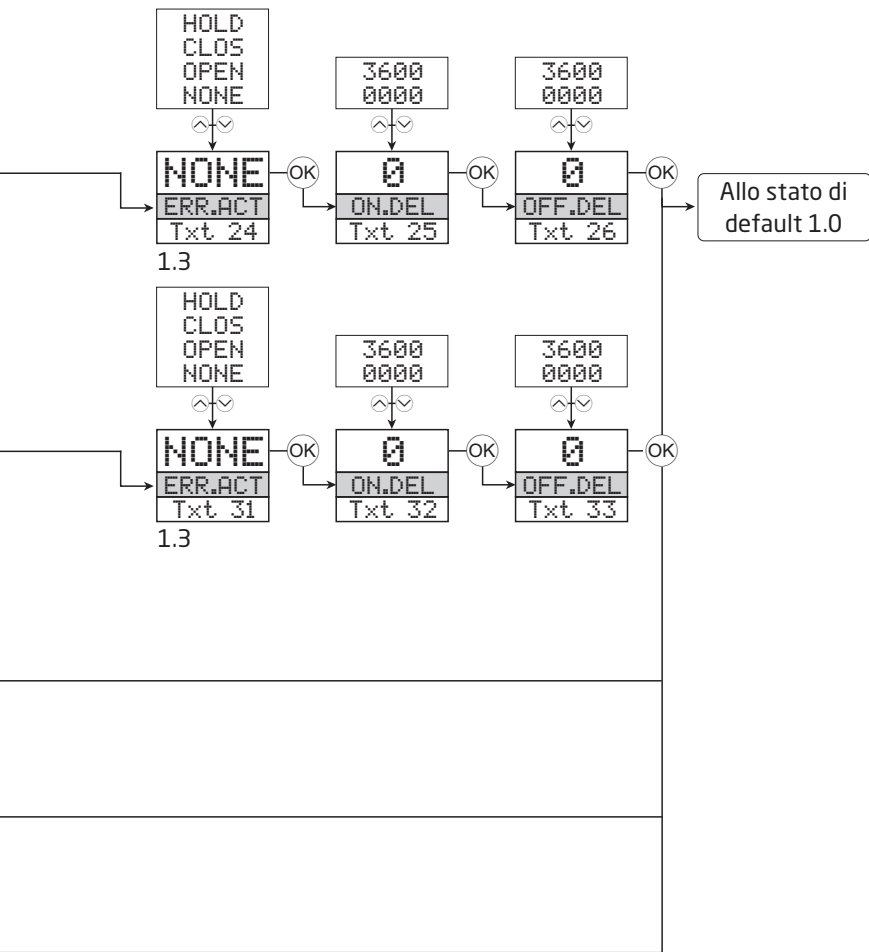 HOLD
CLOS
OPEN
NONE
3600
0000
3600
0000
NONE
OK
0
OK
0
OK
ERR.ACT
ON.DEL
OFF.DEL
Txt 24
Txt 25
Txt 26
Allo stato di
default 1.0
1.3
HOLD
CLOS
OPEN
NONE
3600
0000
3600
0000
NONE
OK
0
OK
0
OK
ERR.ACT
ON.DEL
OFF.DEL
Txt 31
Txt 32
Txt 33
1.3